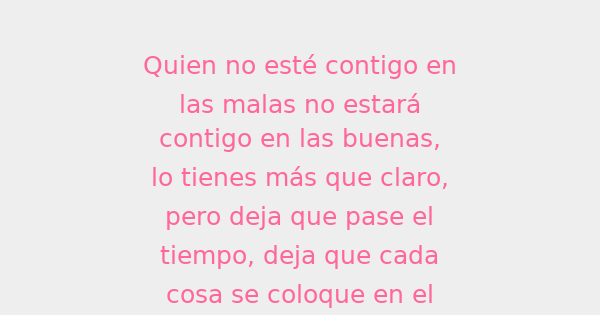 Quien no esté contigo en
las malas no estará
contigo en las buenas,
lo tienes más que claro,
pero deja que pase el
tiempo, deja que cada
cosa se coloque en el